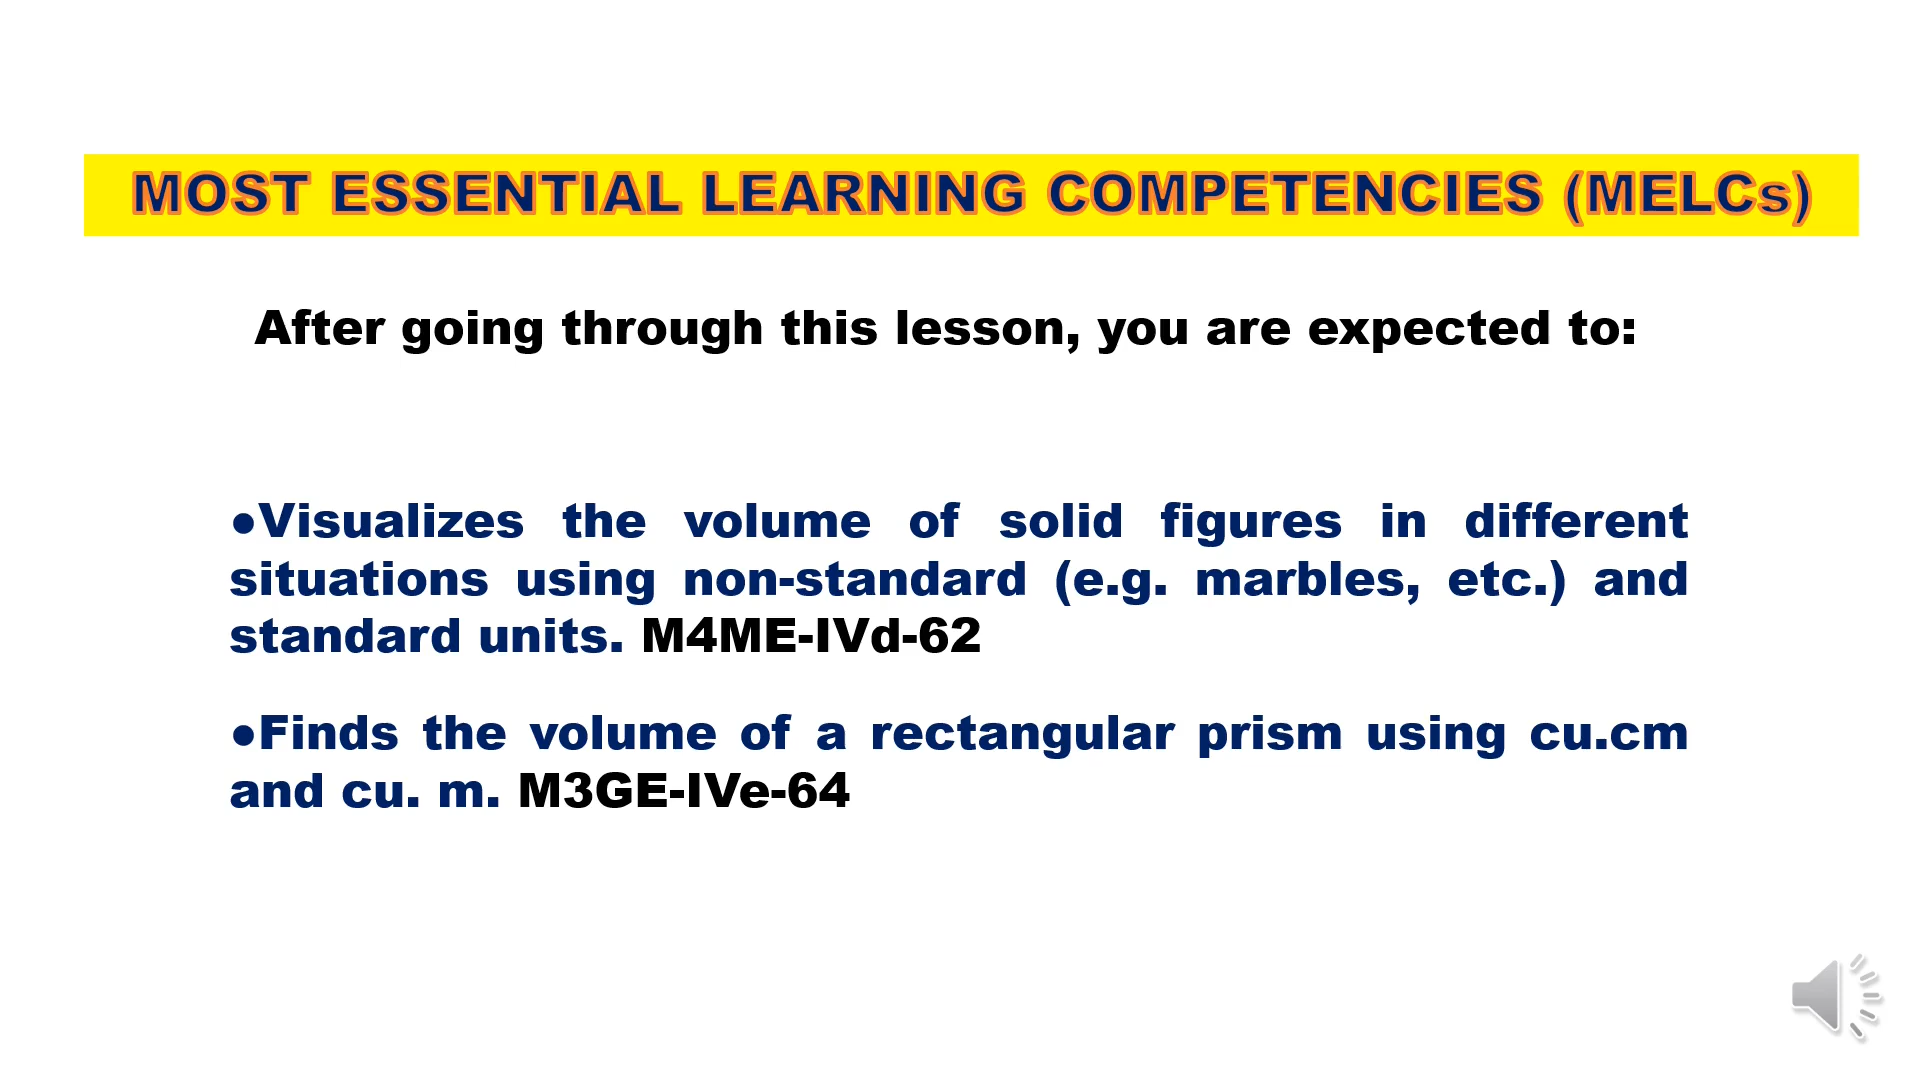 MOST ESSENTIAL LEARNING COMPETENCIES (MELCs)
After going through this lesson, you are expected to:
●Visualizes the volume of solid figures in different
situations using non-standard (e.g. marbles, etc.) and
standard units. M4ME-IVd-62
●Finds the volume of a rectangular prism using cu.cm
and cu. m. M3GE-IVe-64